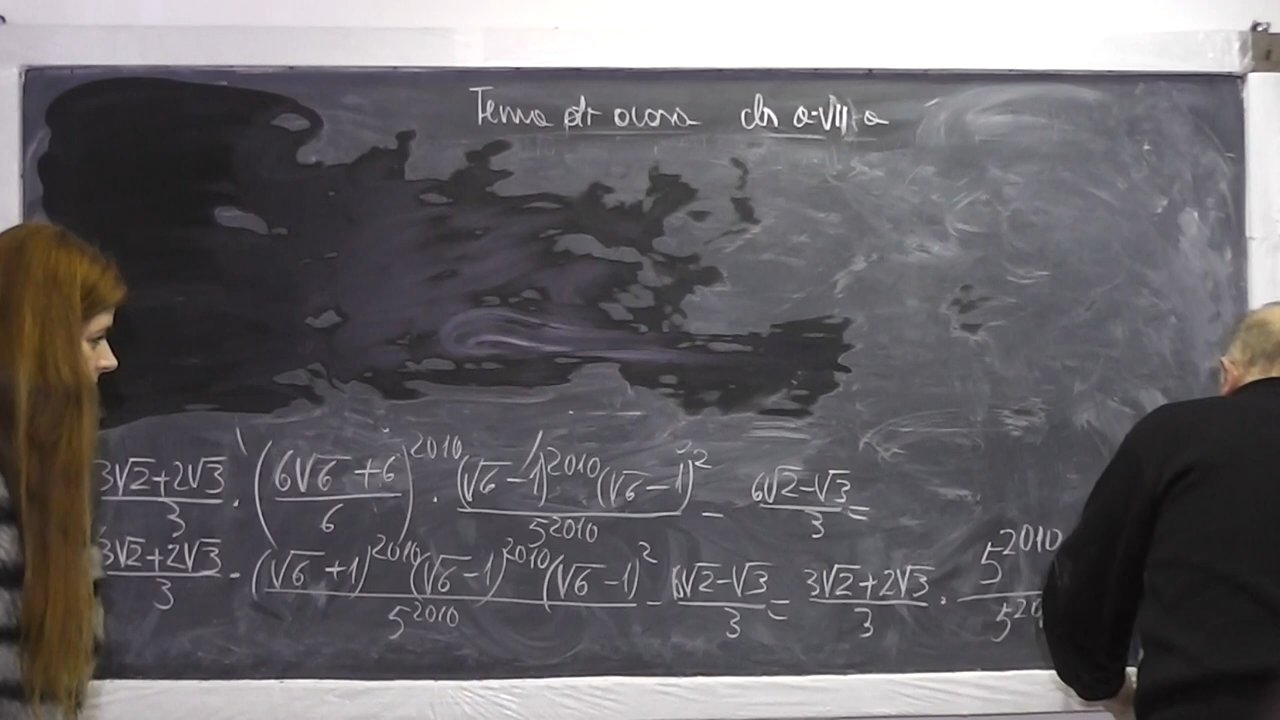 Tema de acasa cls a-VII-a
3√2+2√3/3 · (6√6+6/6)^2010 · (√6-1)^2010(√6-1)^2/5^2010 - 6√2-√3/3 =
3√2+2√3/3 · (√6+1)^2010(√6-1)^2010(√6-1)^2/5^2010 - 6√2-√3/3 = 3√2+2√3/3 · 5^2010/5^20